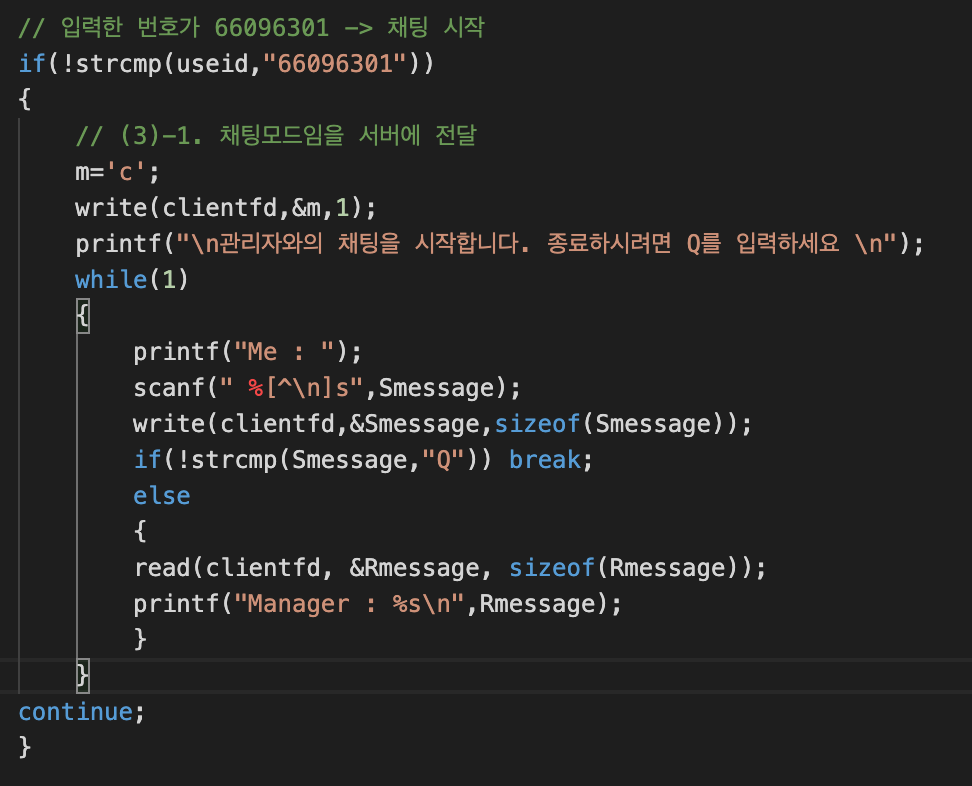 // 입력한 번호가 66096301 -> 채팅 시작
if(!strcmp(useid,"66096301"))
{
// (3)-1. 채팅모드임을 서버에 전달
m='c';
write(clientfd,&m,1);
printf("\n관리자와의 채팅을 시작합니다. 종료하시려면 Q를 입력하세요 \n");
while(1)
{
printf("Me : ");
scanf(" %[^\n]s",Smessage);
write(clientfd,&Smessage,sizeof(Smessage));
if(!strcmp(Smessage,"Q")) break;
else
{
read(clientfd, &Rmessage, sizeof(Rmessage));
printf("Manager : %s\n",Rmessage);
}
}
continue;
}